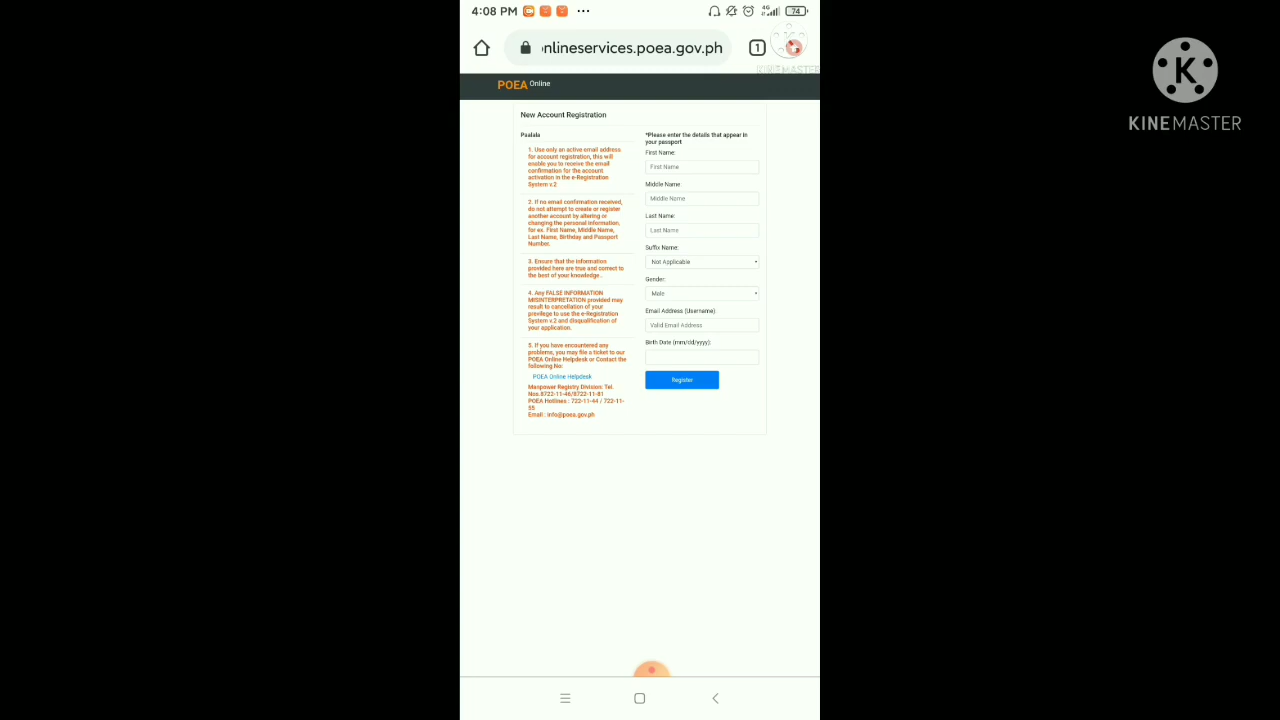 4:08 PM
4G
74
nlineservices.poea.gov.ph
1
KINEMASTER
KINEMASTER
POEA Online
New Account Registration
Psalala
1. Use only an active email address
for account registration, this will
enable you to receive the email
confirmation for the account
activation in the e-Registration
System v.2
2. If no email confirmation received,
do not attempt to create or register
another account by altering or
changing the personal information,
for ex. First Name, Middle Name,
Last Name, Birthday and Passport
Number.
3. Ensure that the information
provided here are true and correct to
the best of your knowledge.
4. Any FALSE INFORMATION
MISINTERPRETATION provided may
result to cancellation of your
previlege to use the e-Registration
System v.2 and disqualification of
your application.
5. If you have encountered any
problems, you may file a ticket to our
POEA Online Helpdesk or Contact the
following No:
POEA Online Helpdesk
Manpower Registry Division: Tel.
Nos.8722-11-46/8722-11-81
POEA Hotlines : 722-11-44 / 722-11-
55
Email : info@poea.gov.ph
*Please enter the details that appear in
your passport
First Name:
First Name
Middle Name
Middle Name
Last Name:
Last Name
Suffix Name:
Not Applicable
Gender:
Male
Email Address (Username):
Valid Email Address
Birth Date (mm/dd/yyyy):
Register